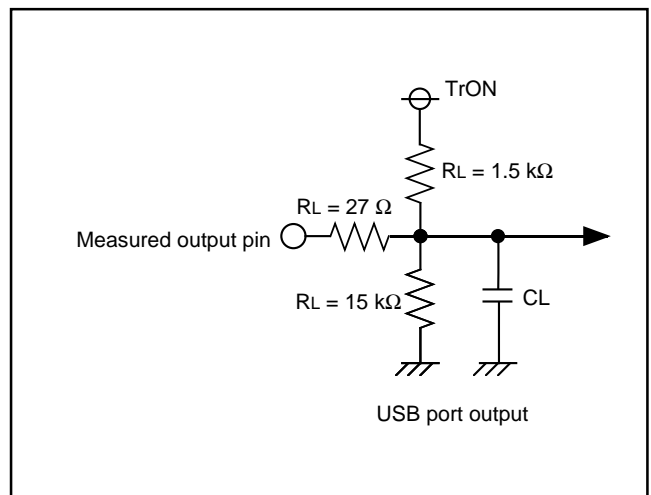 TrON
RL = 1.5 kΩ
RL = 27 Ω
Measured output pin
RL = 15 kΩ
CL
USB port output